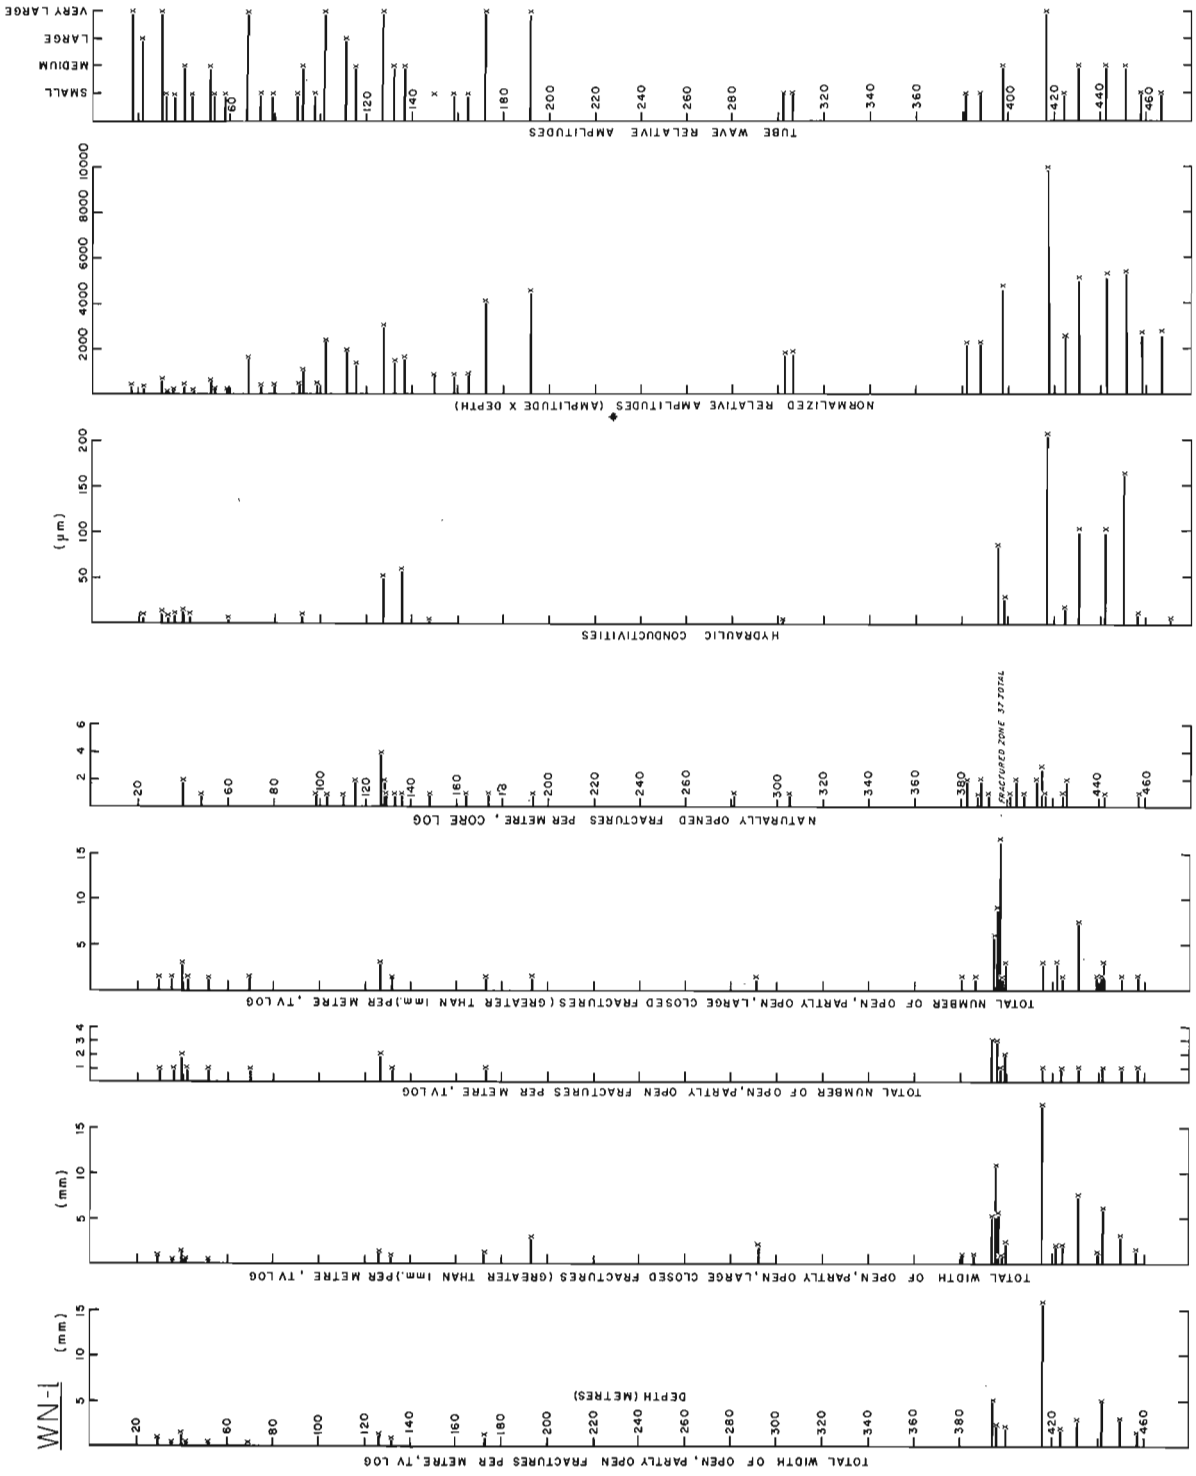 VERY LARGE
LARGE
MEDIUM
SMALL
60 120 140 180 200 220 240 260 280 320 340 360 400 420 440 460
TUBE WAVE RELATIVE AMPLITUDES
10000
8000
6000
4000
2000
NORMALIZED RELATIVE AMPLITUDES (AMPLITUDE X DEPTH)
(µm)
200
150
100
50
HYDRAULIC CONDUCTIVITIES
FRACTURED ZONE 37 TOTAL
6
4
2
20 60 80 100 120 140 160 18 200 220 240 260 300 320 340 360 380 440 460
NATURALLY OPENED FRACTURES PER METRE, CORE LOG
15
10
5
TOTAL NUMBER OF OPEN, PARTLY OPEN, LARGE CLOSED FRACTURES (GREATER THAN 1mm.) PER METRE, TV LOG
4
3
2
1
TOTAL NUMBER OF OPEN, PARTLY OPEN FRACTURES PER METRE, TV LOG
(mm)
15
10
5
TOTAL WIDTH OF OPEN, PARTLY OPEN, LARGE CLOSED FRACTURES (GREATER THAN 1mm.) PER METRE, TV LOG
WN-1
(mm)
15
10
5
DEPTH (METRES)
20 60 80 100 120 140 160 180 200 220 240 260 280 300 320 340 360 380 420 460
TOTAL WIDTH OF OPEN, PARTLY OPEN FRACTURES PER METRE, TV LOG